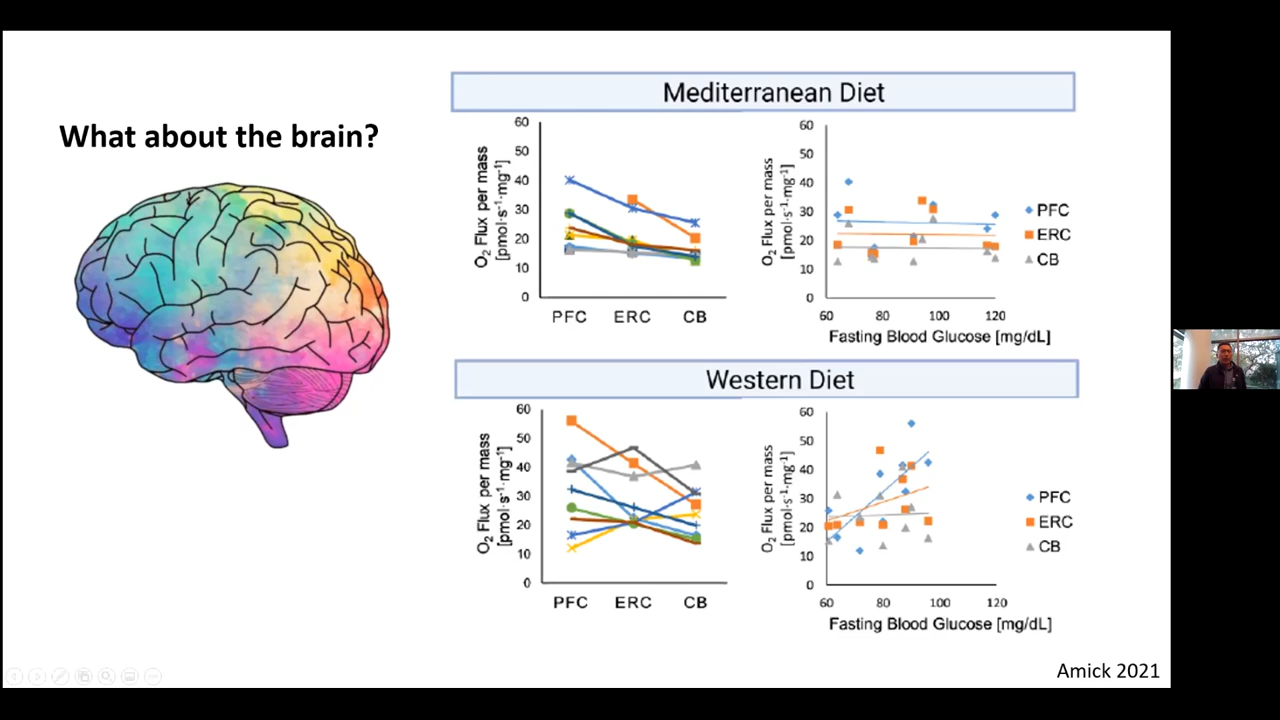 What about the brain?
Mediterranean Diet
O2 Flux per mass
[pmol·s⁻¹·mg⁻¹]
60
50
40
30
20
10
0
PFC ERC CB
O2 Flux per mass
[pmol·s⁻¹·mg⁻¹]
60
50
40
30
20
10
0
60 80 100 120
Fasting Blood Glucose [mg/dL]
PFC
ERC
CB
Western Diet
O2 Flux per mass
[pmol·s⁻¹·mg⁻¹]
60
50
40
30
20
10
0
PFC ERC CB
O2 Flux per mass
[pmol·s⁻¹·mg⁻¹]
60
50
40
30
20
10
0
60 80 100 120
Fasting Blood Glucose [mg/dL]
PFC
ERC
CB
Amick 2021